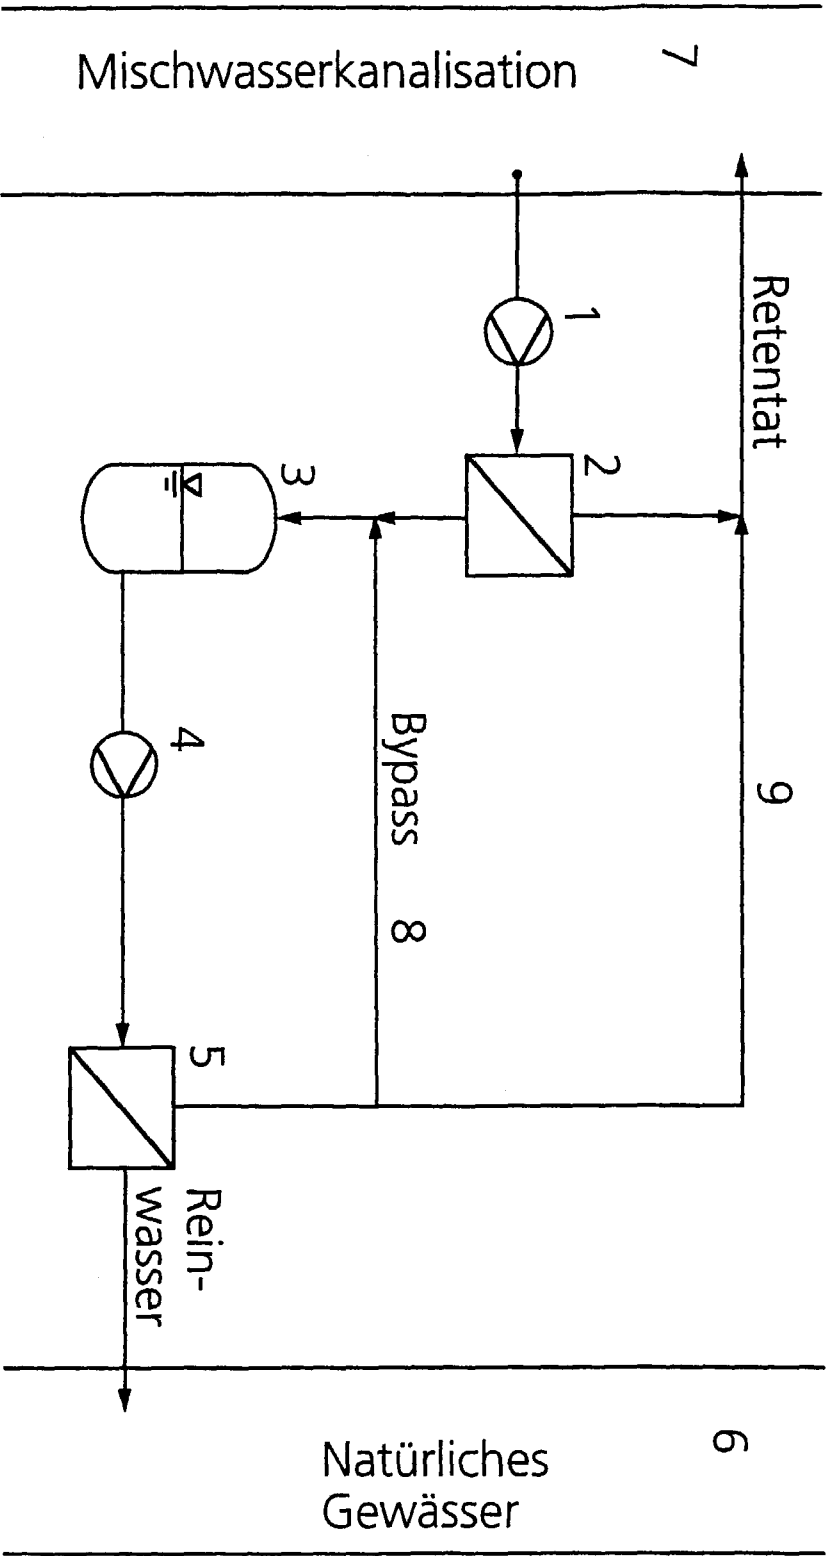 Mischwasserkanalisation
7
Retentat
1
2
3
9
4
Bypass 8
5
Rein-
wasser
6
Natürliches
Gewässer